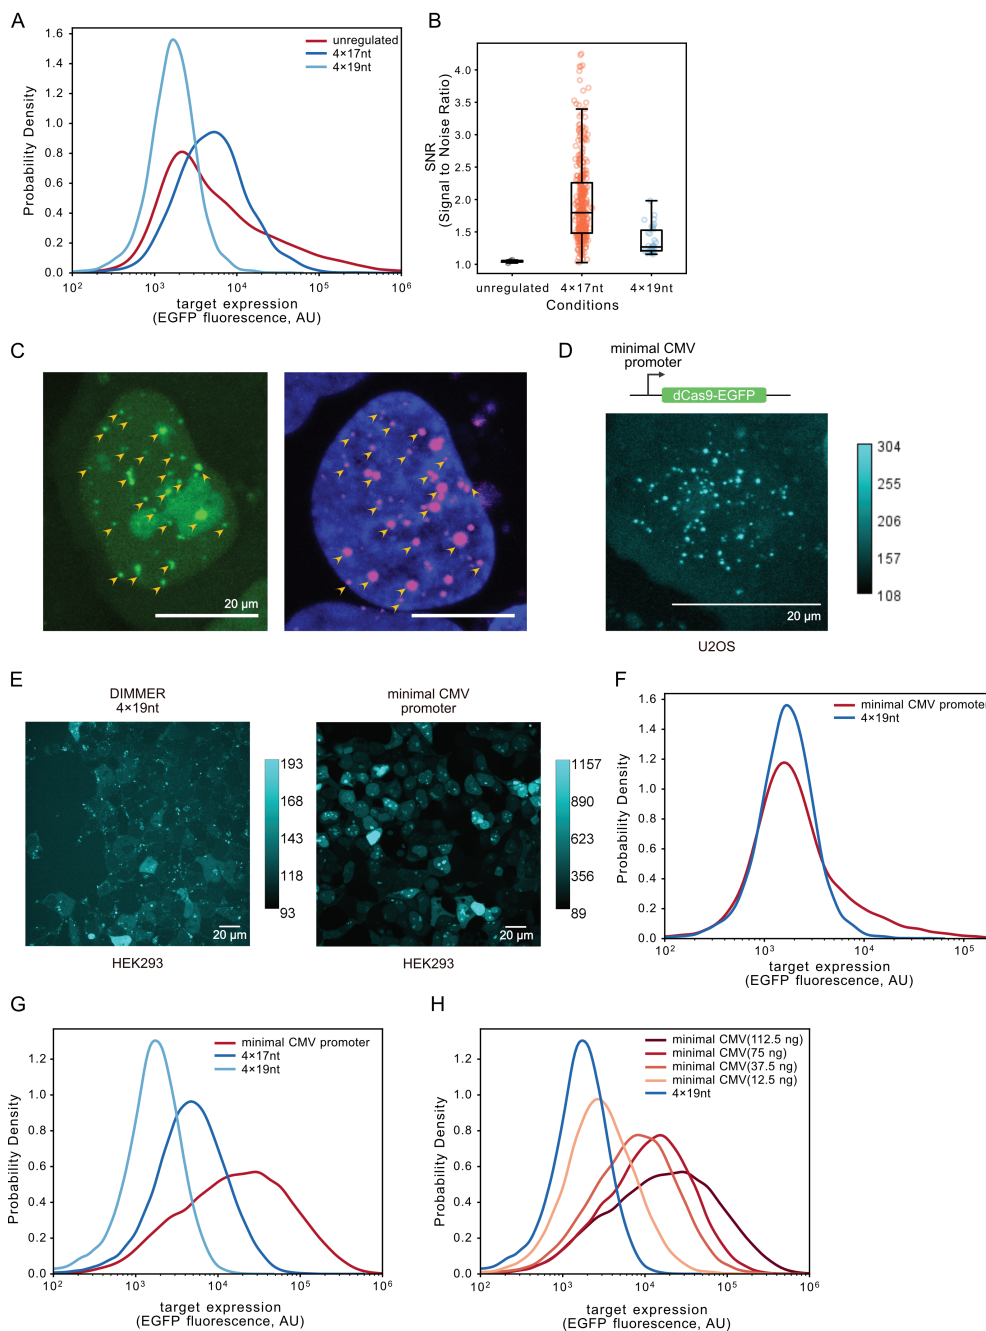 A
1.6
1.4
1.2
1.0
0.8
0.6
0.4
0.2
0.0
Probability Density
unregulated
4×17nt
4×19nt
10² 10³ 10⁴ 10⁵ 10⁶
target expression
(EGFP fluorescence, AU)
B
4.0
3.5
3.0
2.5
2.0
1.5
1.0
SNR
(Signal to Noise Ratio)
unregulated 4×17nt 4×19nt
Conditions
C
20 µm
D
minimal CMV
promoter
dCas9-EGFP
304
255
206
157
108
20 µm
U2OS
E
DIMMER
4×19nt
193
168
143
118
93
20 µm
HEK293
minimal CMV
promoter
1157
890
623
356
89
20 µm
HEK293
F
1.6
1.4
1.2
1.0
0.8
0.6
0.4
0.2
0.0
Probability Density
minimal CMV promoter
4×19nt
10² 10³ 10⁴ 10⁵
target expression
(EGFP fluorescence, AU)
G
1.2
1.0
0.8
0.6
0.4
0.2
0.0
Probability Density
minimal CMV promoter
4×17nt
4×19nt
10² 10³ 10⁴ 10⁵ 10⁶
target expression
(EGFP fluorescence, AU)
H
1.2
1.0
0.8
0.6
0.4
0.2
0.0
Probability Density
minimal CMV(112.5 ng)
minimal CMV(75 ng)
minimal CMV(37.5 ng)
minimal CMV(12.5 ng)
4×19nt
10² 10³ 10⁴ 10⁵ 10⁶
target expression
(EGFP fluorescence, AU)